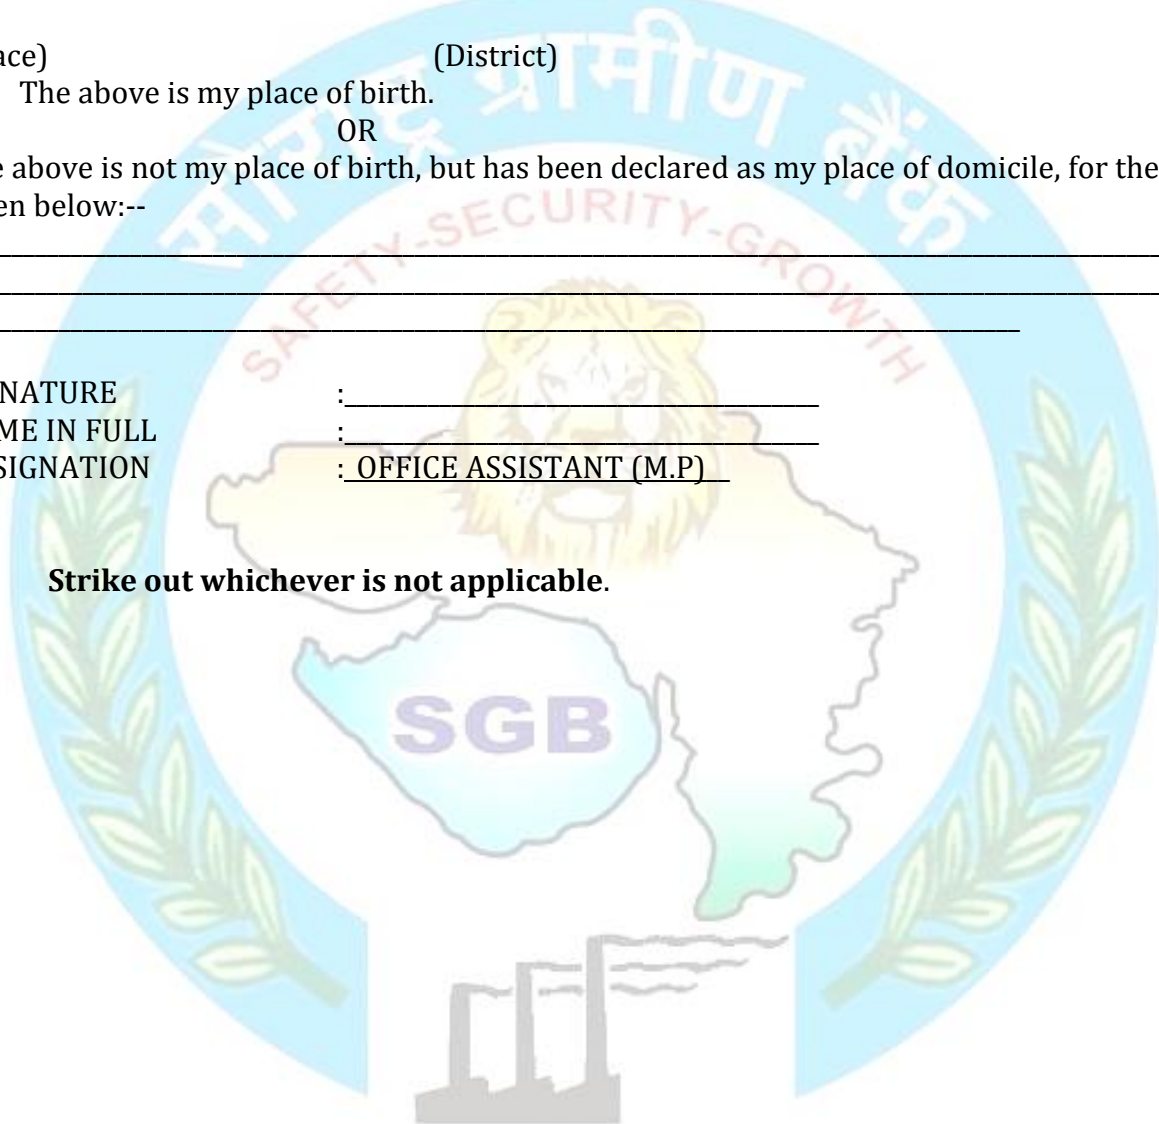 ace) (District)
The above is my place of birth.
OR
e above is not my place of birth, but has been declared as my place of domicile, for the
en below:--
NATURE :
ME IN FULL :
SIGNATION : OFFICE ASSISTANT (M.P)
Strike out whichever is not applicable.
सौराष्ट्र ग्रामीण बैंक
SAFETY-SECURITY-GROWTH
SGB